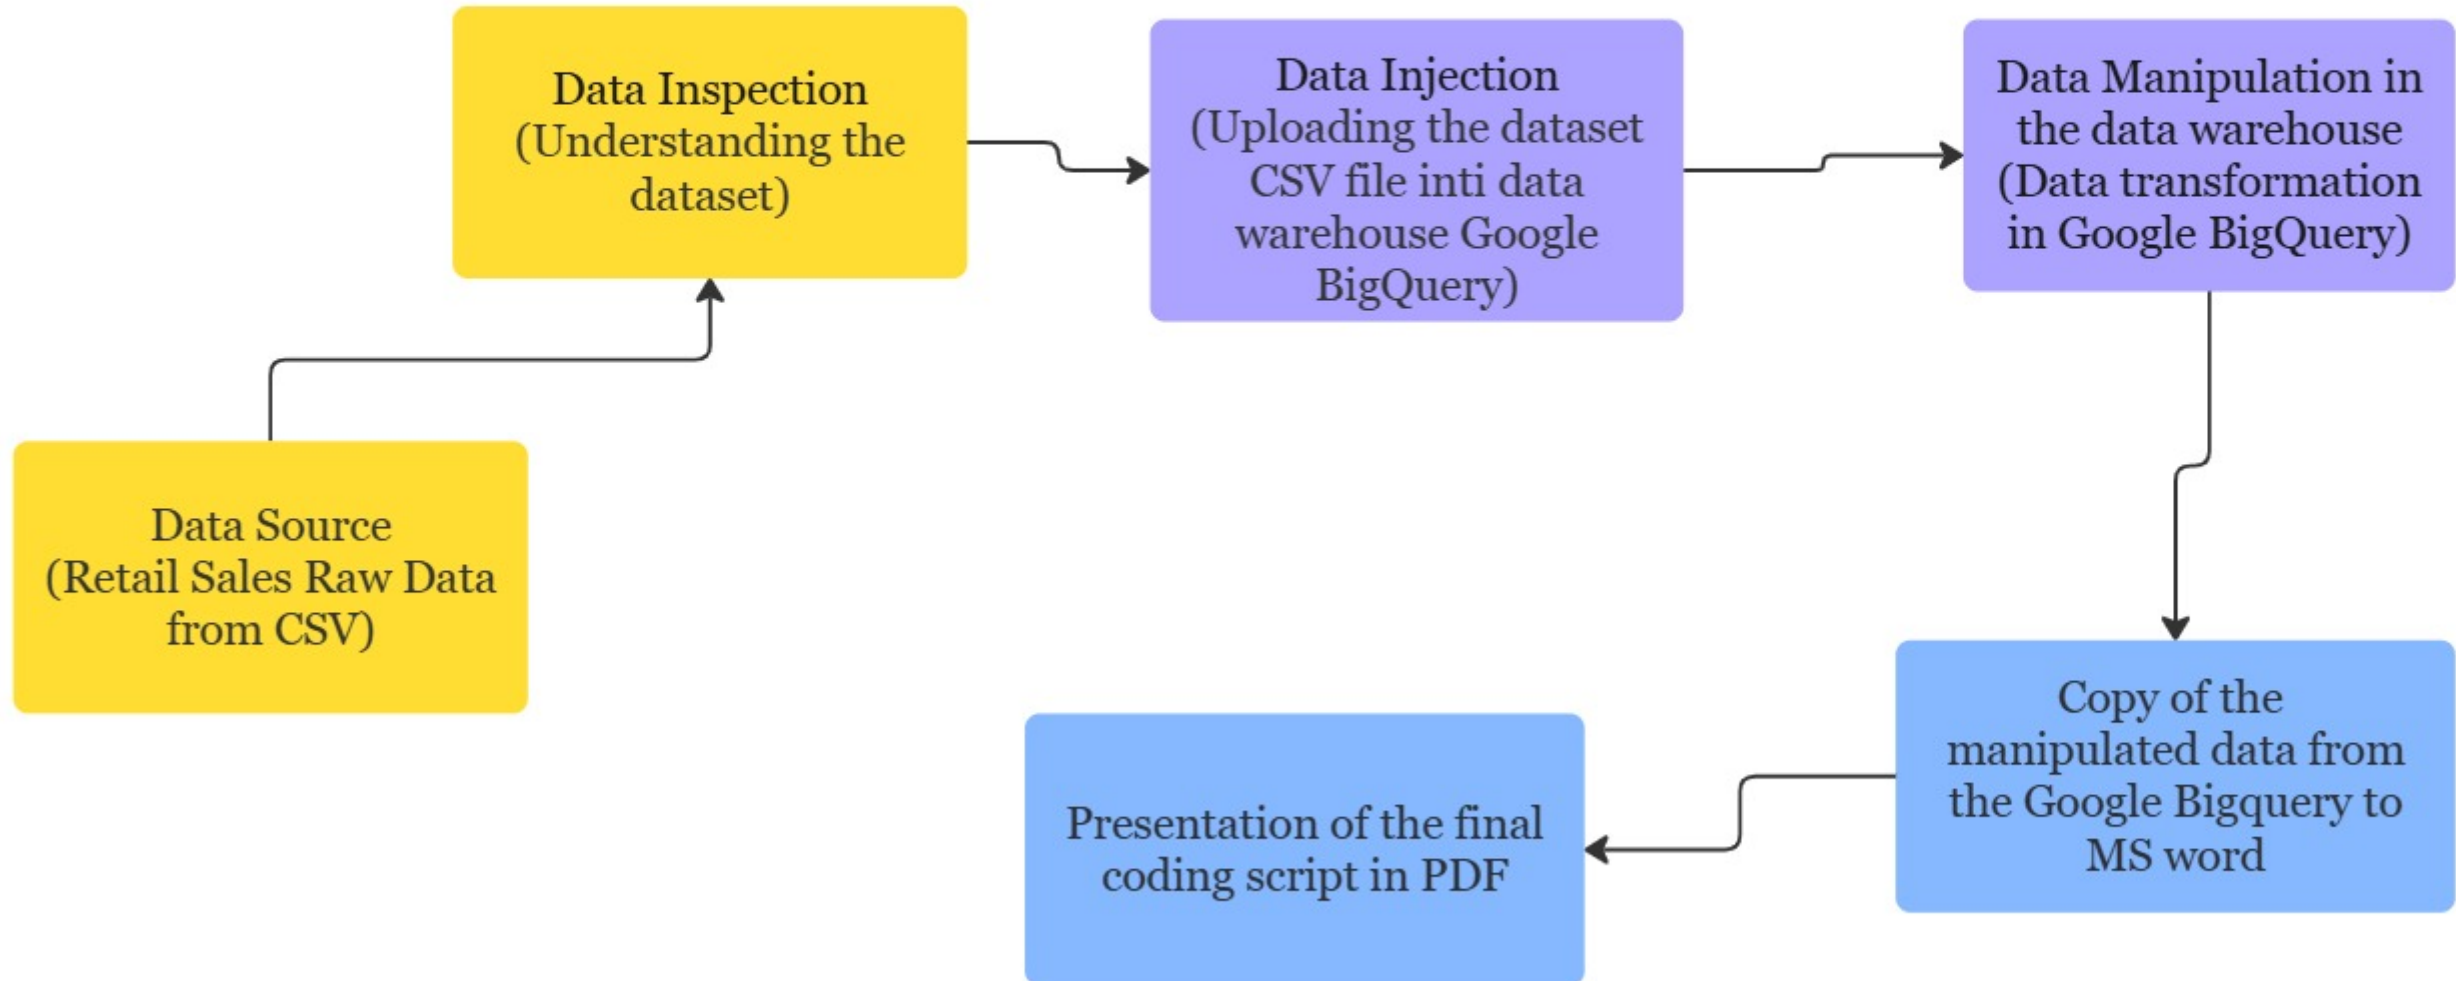 Data Inspection
(Understanding the
dataset)
Data Injection
(Uploading the dataset
CSV file inti data
warehouse Google
BigQuery)
Data Manipulation in
the data warehouse
(Data transformation
in Google BigQuery)
Data Source
(Retail Sales Raw Data
from CSV)
Copy of the
manipulated data from
the Google Bigquery to
MS word
Presentation of the final
coding script in PDF